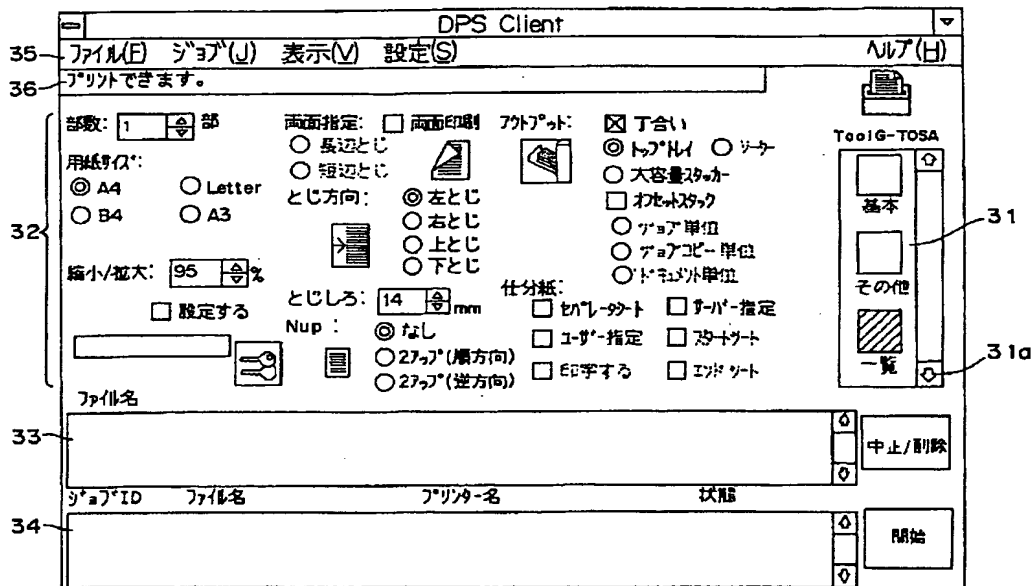 DPS Client
35 ファイル(F) ジョブ(J) 表示(V) 設定(S) ヘルプ(H)
36 プリントできます。
32
部数: 1 部
用紙サイズ:
A4 Letter
B4 A3
縮小/拡大: 95 %
設定する
両面指定: 両面印刷
長辺とじ
短辺とじ
とじ方向: 左とじ
右とじ
上とじ
下とじ
とじしろ: 14 mm
Nup: なし
2アップ(順方向)
2アップ(逆方向)
アウトプット: 丁合い
トップトレイ ソーター
大容量スタッカー
オフセットスタック
ジョブ単位
ジョブコピー単位
ドキュメント単位
仕分紙:
セパレータシート サーバー指定
ユーザー指定 スタートシート
印字する エンドシート
ToolG-TOSA
基本
その他
一覧
31
31a
ファイル名
33
中止/削除
ジョブID ファイル名 プリンター名 状態
34
開始